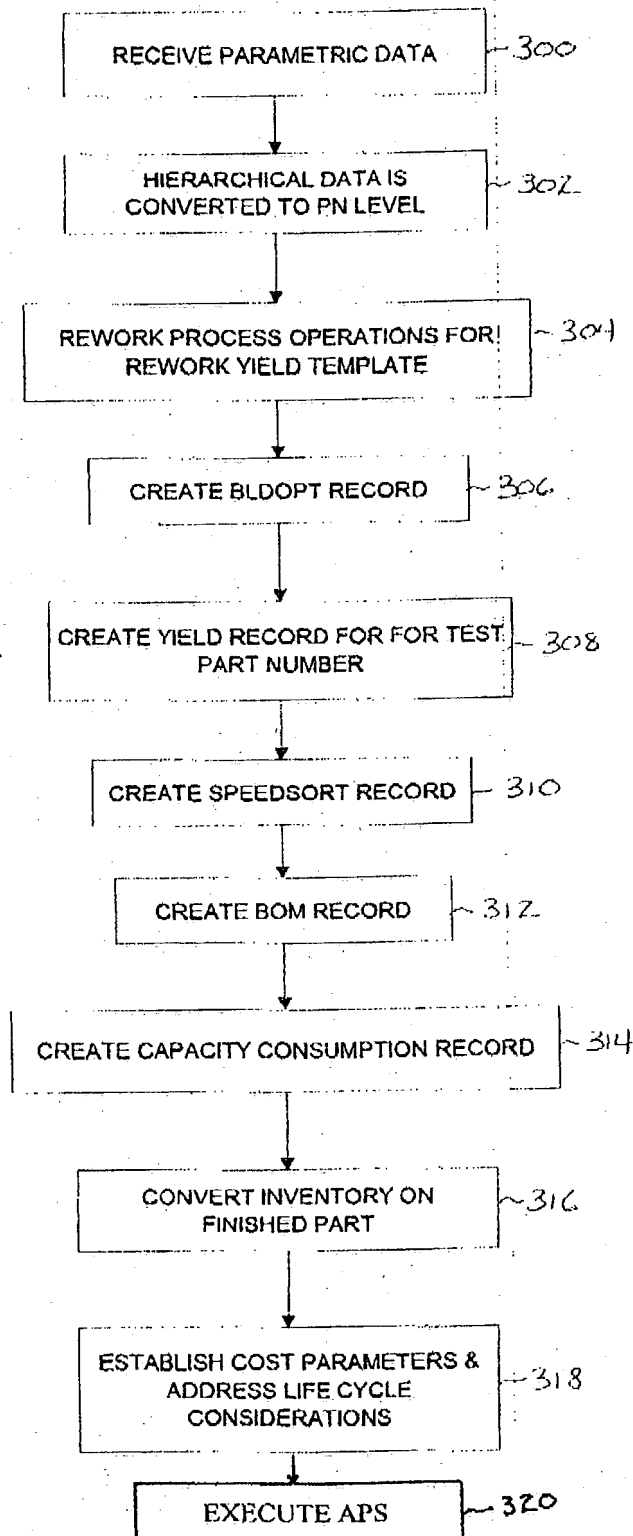 RECEIVE PARAMETRIC DATA
300
HIERARCHICAL DATA IS
CONVERTED TO PN LEVEL
302
REWORK PROCESS OPERATIONS FOR
REWORK YIELD TEMPLATE
304
CREATE BLDOPT RECORD
306
CREATE YIELD RECORD FOR FOR TEST
PART NUMBER
308
CREATE SPEEDSORT RECORD
310
CREATE BOM RECORD
312
CREATE CAPACITY CONSUMPTION RECORD
314
CONVERT INVENTORY ON
FINISHED PART
316
ESTABLISH COST PARAMETERS &
ADDRESS LIFE CYCLE
CONSIDERATIONS
318
EXECUTE APS
320